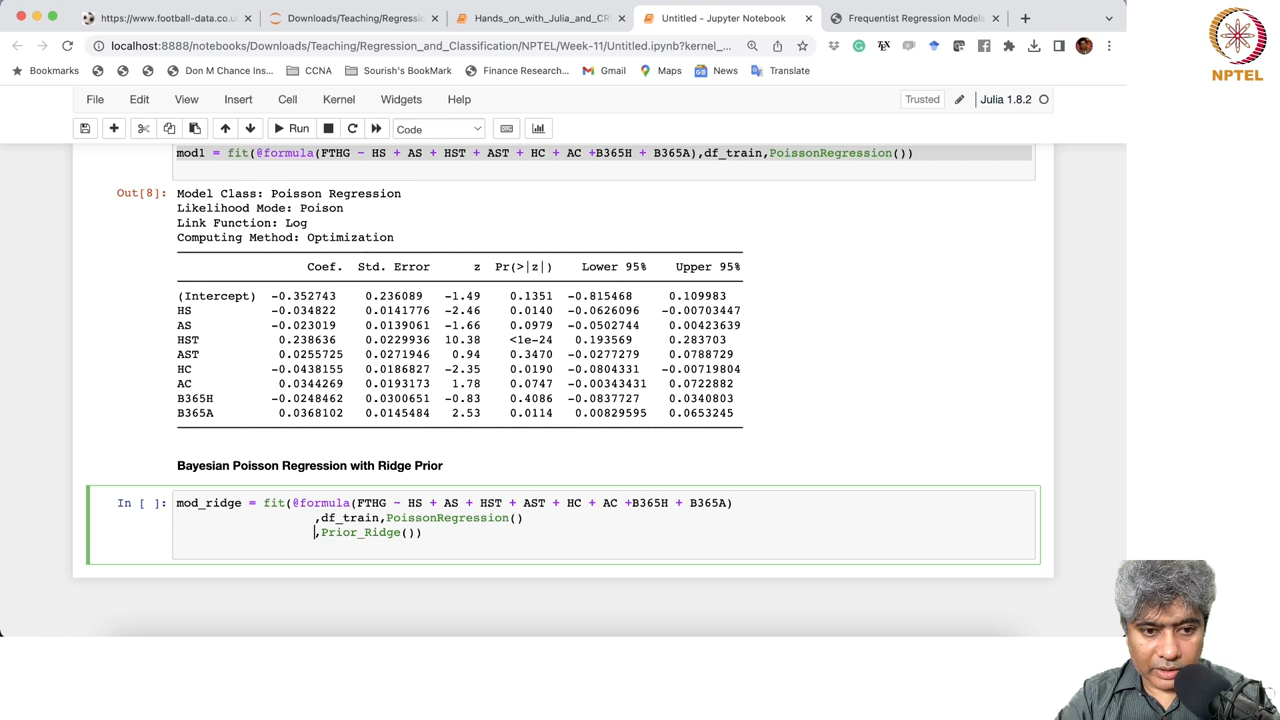 https://www.football-data.co.u
Downloads/Teaching/Regressio
Hands_on_with_Julia_and_CR
Untitled - Jupyter Notebook
Frequentist Regression Models
localhost:8888/notebooks/Downloads/Teaching/Regression_and_Classification/NPTEL/Week-11/Untitled.ipynb?kernel_...
Bookmarks
Don M Chance Ins...
CCNA
Sourish's BookMark
Finance Research...
Gmail
Maps
News
Translate
NPTEL
File Edit View Insert Cell Kernel Widgets Help
Trusted
Julia 1.8.2
Run
Code
mod1 = fit(@formula(FTHG ~ HS + AS + HST + AST + HC + AC +B365H + B365A),df_train,PoissonRegression())
Out[8]: Model Class: Poisson Regression
Likelihood Mode: Poison
Link Function: Log
Computing Method: Optimization
Coef. Std. Error z Pr(>|z|) Lower 95% Upper 95%
(Intercept) -0.352743 0.236089 -1.49 0.1351 -0.815468 0.109983
HS -0.034822 0.0141776 -2.46 0.0140 -0.0626096 -0.00703447
AS -0.023019 0.0139061 -1.66 0.0979 -0.0502744 0.00423639
HST 0.238636 0.0229936 10.38 <1e-24 0.193569 0.283703
AST 0.0255725 0.0271946 0.94 0.3470 -0.0277279 0.0788729
HC -0.0438155 0.0186827 -2.35 0.0190 -0.0804331 -0.00719804
AC 0.0344269 0.0193173 1.78 0.0747 -0.00343431 0.0722882
B365H -0.0248462 0.0300651 -0.83 0.4086 -0.0837727 0.0340803
B365A 0.0368102 0.0145484 2.53 0.0114 0.00829595 0.0653245
Bayesian Poisson Regression with Ridge Prior
In [ ]: mod_ridge = fit(@formula(FTHG ~ HS + AS + HST + AST + HC + AC +B365H + B365A)
,df_train,PoissonRegression()
,Prior_Ridge())